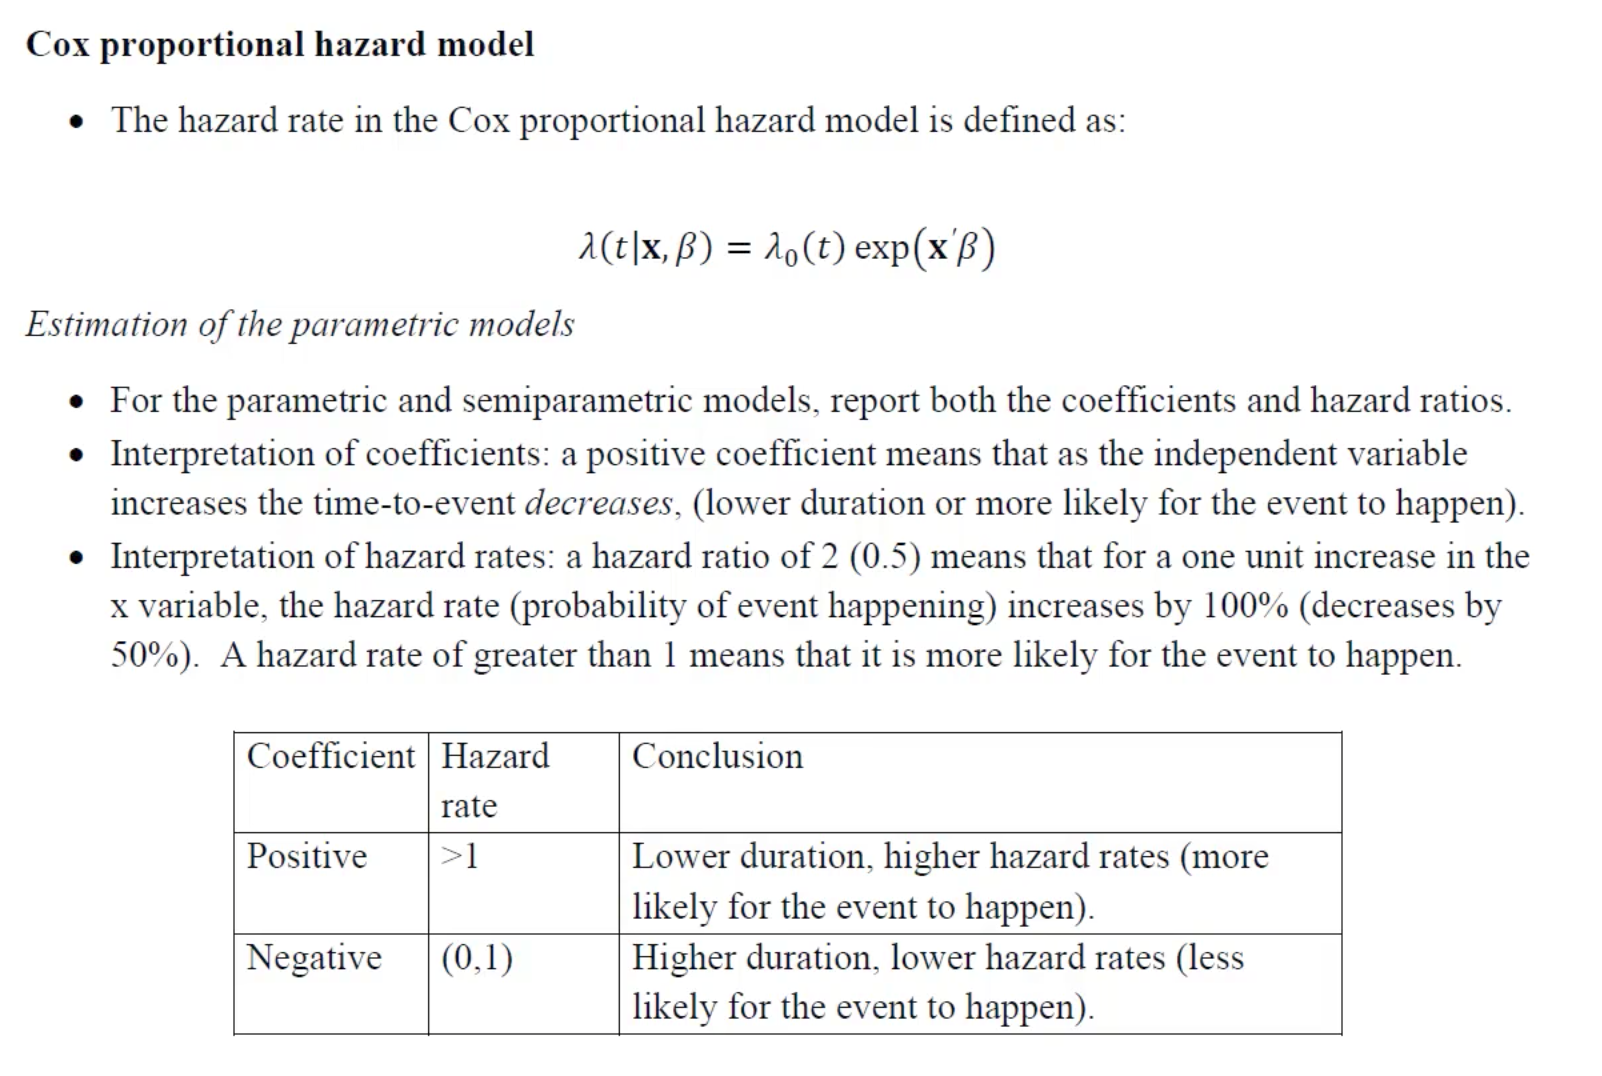 Cox proportional hazard model
• The hazard rate in the Cox proportional hazard model is defined as:
λ(t|x, β) = λ₀(t) exp(x′β)
Estimation of the parametric models
• For the parametric and semiparametric models, report both the coefficients and hazard ratios.
• Interpretation of coefficients: a positive coefficient means that as the independent variable
increases the time-to-event decreases, (lower duration or more likely for the event to happen).
• Interpretation of hazard rates: a hazard ratio of 2 (0.5) means that for a one unit increase in the
x variable, the hazard rate (probability of event happening) increases by 100% (decreases by
50%).  A hazard rate of greater than 1 means that it is more likely for the event to happen.
Coefficient
Hazard
rate
Conclusion
Positive
>1
Lower duration, higher hazard rates (more
likely for the event to happen).
Negative
(0,1)
Higher duration, lower hazard rates (less
likely for the event to happen).